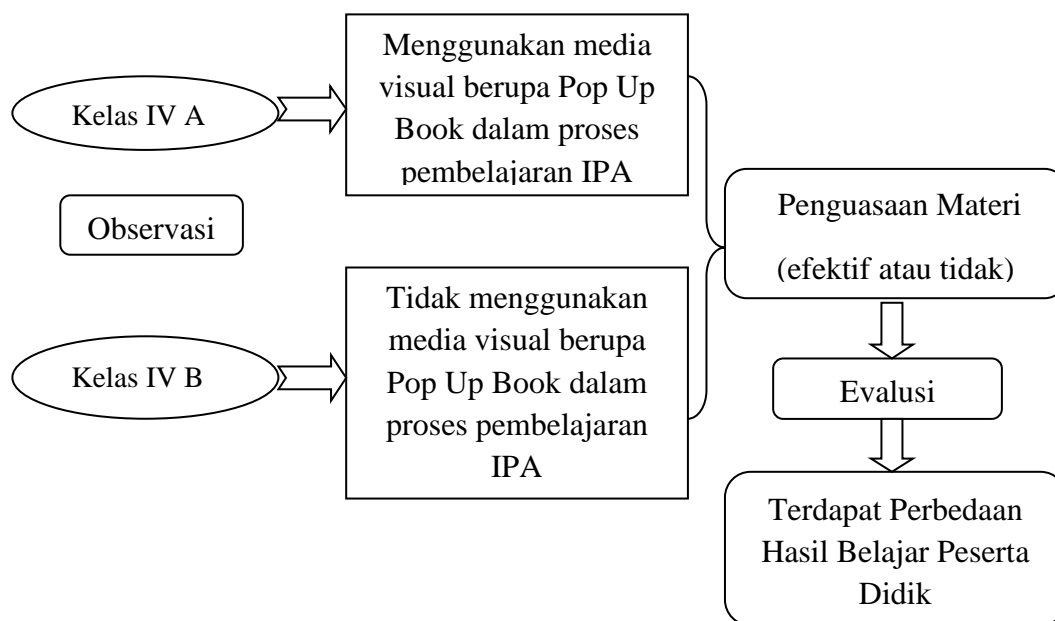 Kelas IV A
Menggunakan media
visual berupa Pop Up
Book dalam proses
pembelajaran IPA
Observasi
Kelas IV B
Tidak menggunakan
media visual berupa
Pop Up Book dalam
proses pembelajaran
IPA
Penguasaan Materi
(efektif atau tidak)
Evalusi
Terdapat Perbedaan
Hasil Belajar Peserta
Didik